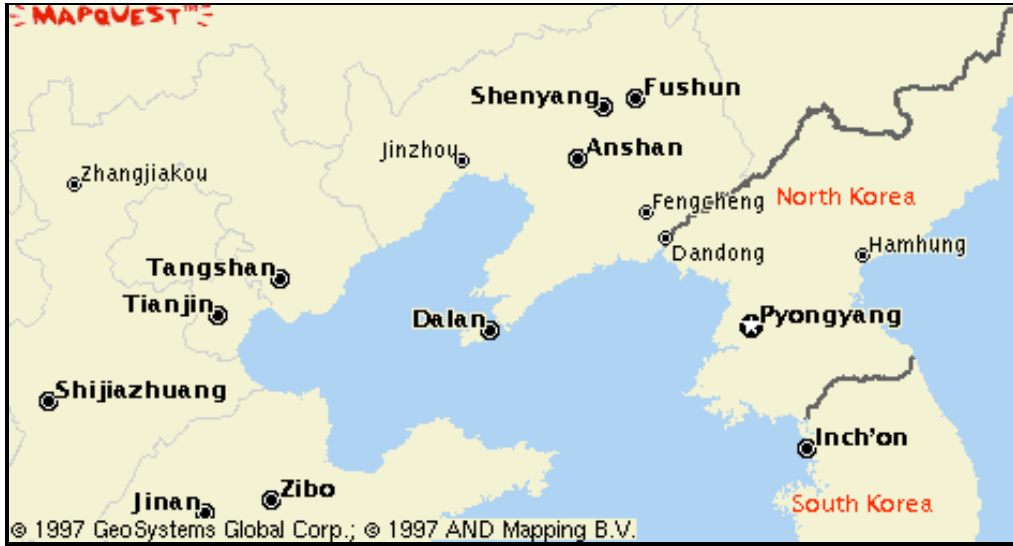 MAPQUEST™
Fushun
Shenyang
Anshan
Jinzhou
Zhangjiakou
North Korea
Fengcheng
Dandong
Hamhung
Tangshan
Tianjin
Dalan
Pyongyang
Shijiazhuang
Inch'on
Zibo
Jinan
South Korea
© 1997 GeoSystems Global Corp.; © 1997 AND Mapping B.V.